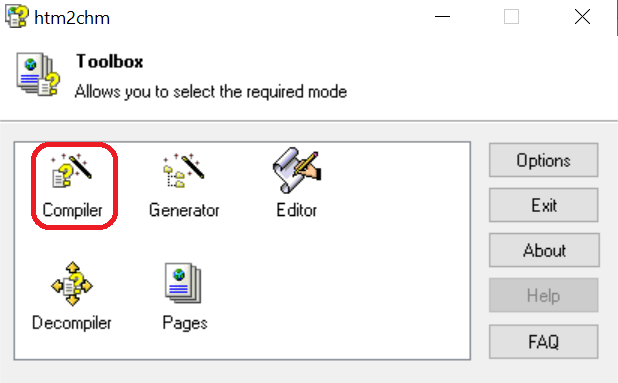 htm2chm
Toolbox
Allows you to select the required mode
Compiler
Generator
Editor
Decompiler
Pages
Options
Exit
About
Help
FAQ